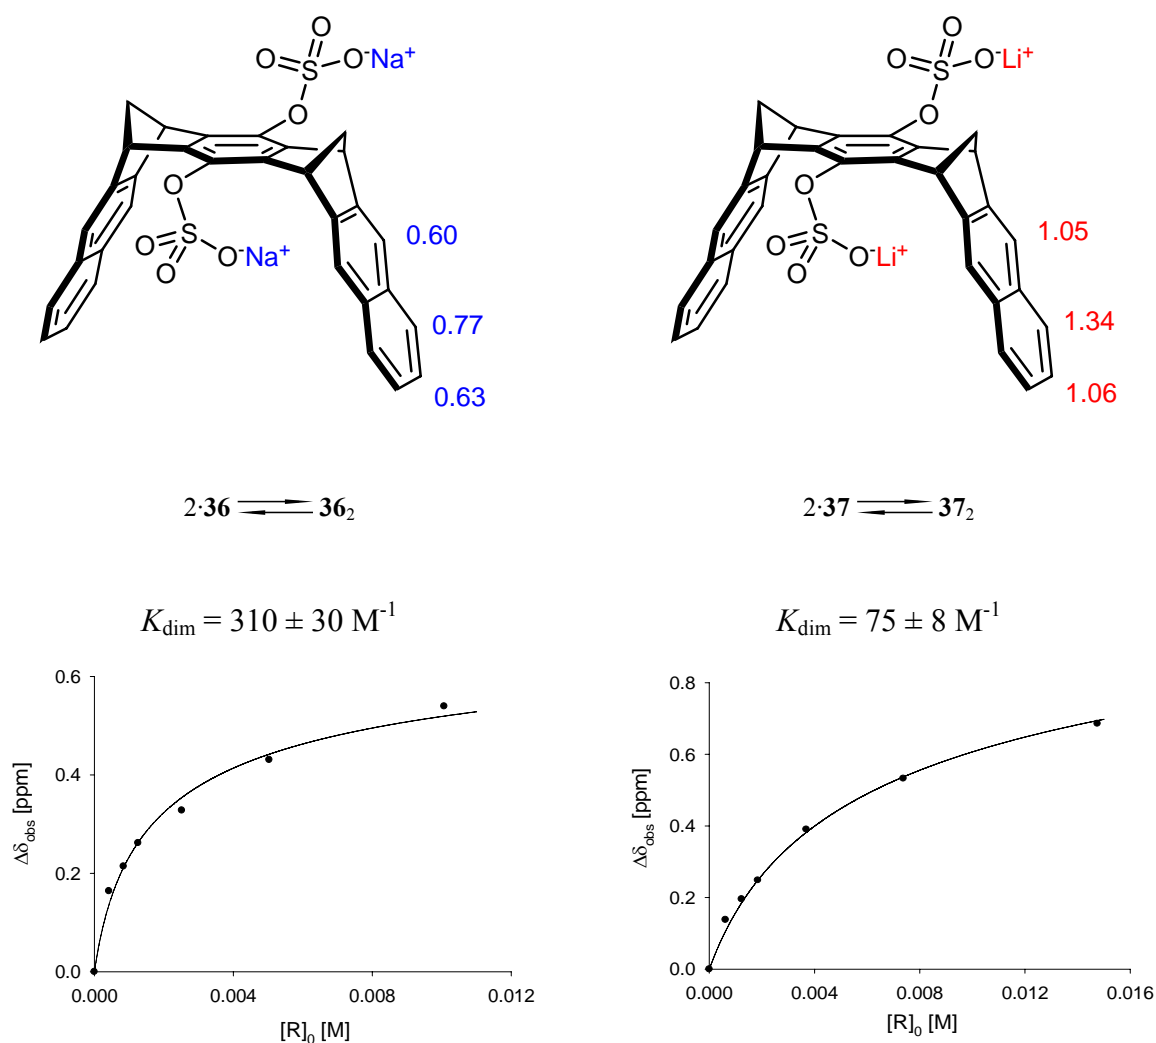 O O
O S O⁻Na⁺ O S O⁻Li⁺
O O
O O
O S O⁻Na⁺ 0.60 O S O⁻Li⁺ 1.05
O O
0.77 1.34
0.63 1.06
2·36 ⇌ 36₂ 2·37 ⇌ 37₂
K_dim = 310 ± 30 M⁻¹ K_dim = 75 ± 8 M⁻¹
0.6 0.8
0.6
0.4
Δδobs [ppm] Δδobs [ppm]
0.4
0.2
0.2
0.0 0.0
0.000 0.004 0.008 0.012 0.000 0.004 0.008 0.012 0.016
[R]₀ [M] [R]₀ [M]